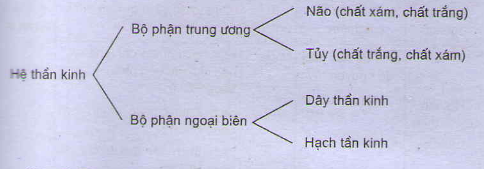 Não (chất xám, chất trắng)
Bộ phận trung ương
Tủy (chất trắng, chất xám)
Hệ thần kinh
Dây thần kinh
Bộ phận ngoại biên
Hạch tần kinh